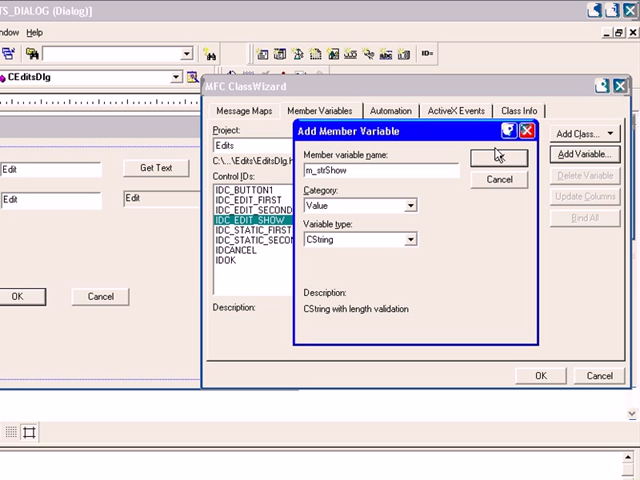 TS_DIALOG (Dialog)]
ndow Help
ID=
CEditsDlg
MFC ClassWizard
Message Maps
Member Variables
Automation
ActiveX Events
Class Info
Project:
Edits
C:\...\Edits\EditsDlg.h
Control IDs:
IDC_BUTTON1
IDC_EDIT_FIRST
IDC_EDIT_SECOND
IDC_EDIT_SHOW
IDC_STATIC_FIRST
IDC_STATIC_SECON
IDCANCEL
IDOK
Description:
Add Member Variable
Member variable name:
m_strShow
Category:
Value
Variable type:
CString
Description:
CString with length validation
Cancel
Add Class...
Add Variable...
Delete Variable
Update Columns
Bind All
OK
Cancel
Edit
Get Text
Edit
Edit
OK
Cancel